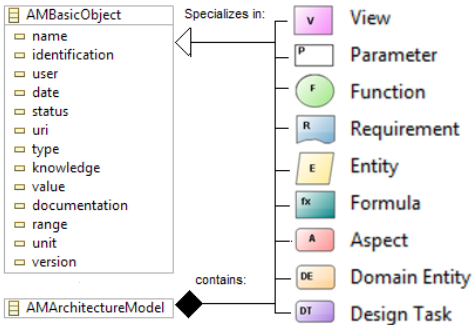 AMBasicObject
name
identification
user
date
status
uri
type
knowledge
value
documentation
range
unit
version
AMArchitectureModel
Specializes in:
contains:
V View
P Parameter
F Function
R Requirement
E Entity
fx Formula
A Aspect
DE Domain Entity
DT Design Task